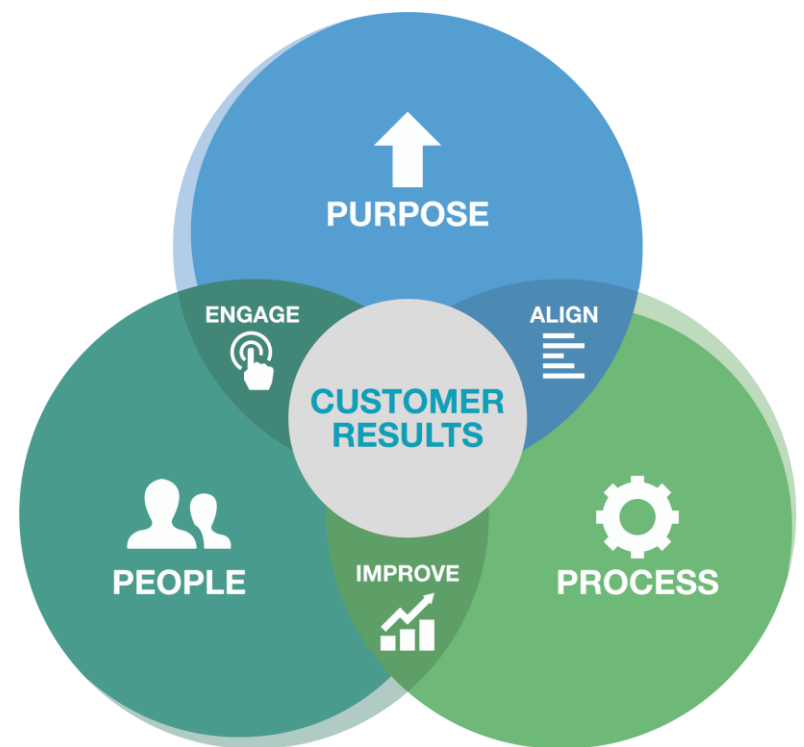 PURPOSE
ENGAGE
ALIGN
CUSTOMER
RESULTS
IMPROVE
PEOPLE
PROCESS